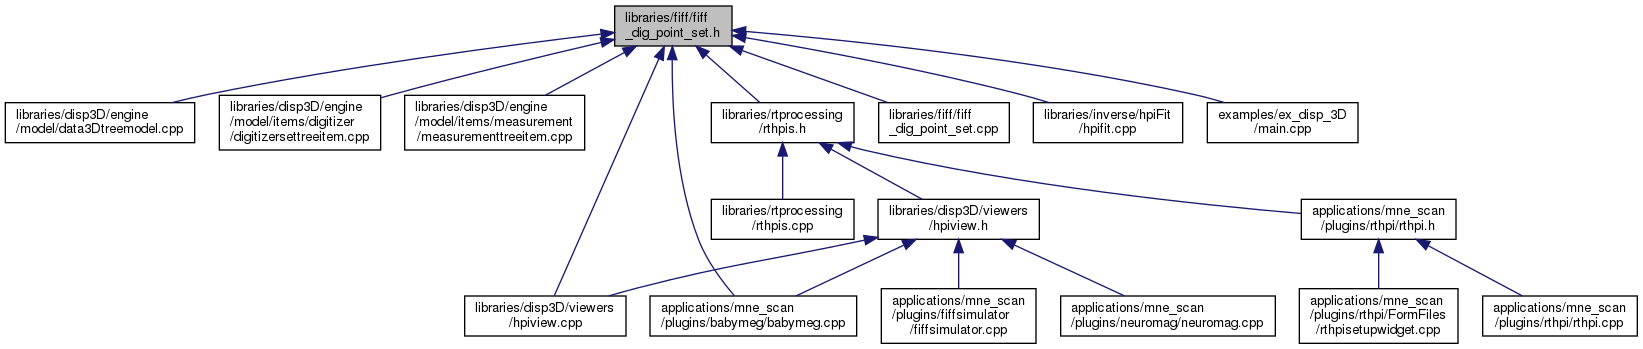 libraries/fiff/fiff
_dig_point_set.h
libraries/disp3D/engine
/model/data3Dtreemodel.cpp
libraries/disp3D/engine
/model/items/digitizer
/digitizersettreeitem.cpp
libraries/disp3D/engine
/model/items/measurement
/measurementtreeitem.cpp
libraries/rtprocessing
/rthpis.h
libraries/fiff/fiff
_dig_point_set.cpp
libraries/inverse/hpiFit
/hpifit.cpp
examples/ex_disp_3D
/main.cpp
libraries/rtprocessing
/rthpis.cpp
libraries/disp3D/viewers
/hpiview.h
applications/mne_scan
/plugins/rthpi/rthpi.h
libraries/disp3D/viewers
/hpiview.cpp
applications/mne_scan
/plugins/babymeg/babymeg.cpp
applications/mne_scan
/plugins/fiffsimulator
/fiffsimulator.cpp
applications/mne_scan
/plugins/neuromag/neuromag.cpp
applications/mne_scan
/plugins/rthpi/FormFiles
/rthpisetupwidget.cpp
applications/mne_scan
/plugins/rthpi/rthpi.cpp